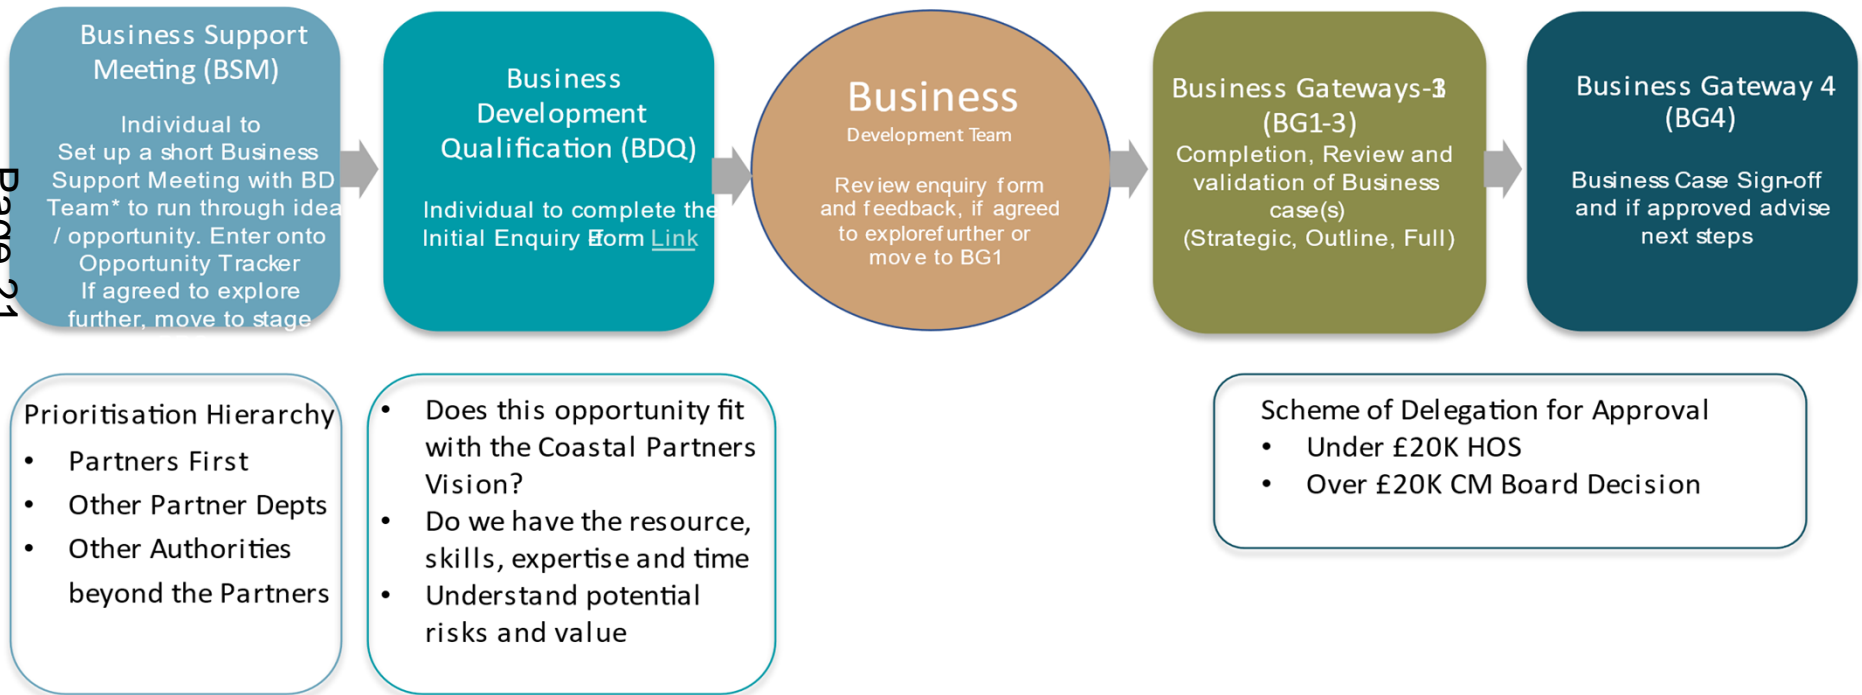 Business Support
Meeting (BSM)
Individual to
Set up a short Business
Support Meeting with BD
Team* to run through idea
/ opportunity. Enter onto
Opportunity Tracker
If agreed to explore
further, move to stage
Business
Development
Qualification (BDQ)
Individual to complete the
Initial Enquiry Form Link
Business
Development Team
Review enquiry form
and feedback, if agreed
to explore further or
move to BG1
Business Gateways
(BG1-3)
Completion, Review and
validation of Business
case(s)
(Strategic, Outline, Full)
Business Gateway 4
(BG4)
Business Case Sign-off
and if approved advise
next steps
Page 21
Prioritisation Hierarchy
• Partners First
• Other Partner Depts
• Other Authorities
beyond the Partners
• Does this opportunity fit
with the Coastal Partners
Vision?
• Do we have the resource,
skills, expertise and time
• Understand potential
risks and value
Scheme of Delegation for Approval
• Under £20K HOS
• Over £20K CM Board Decision